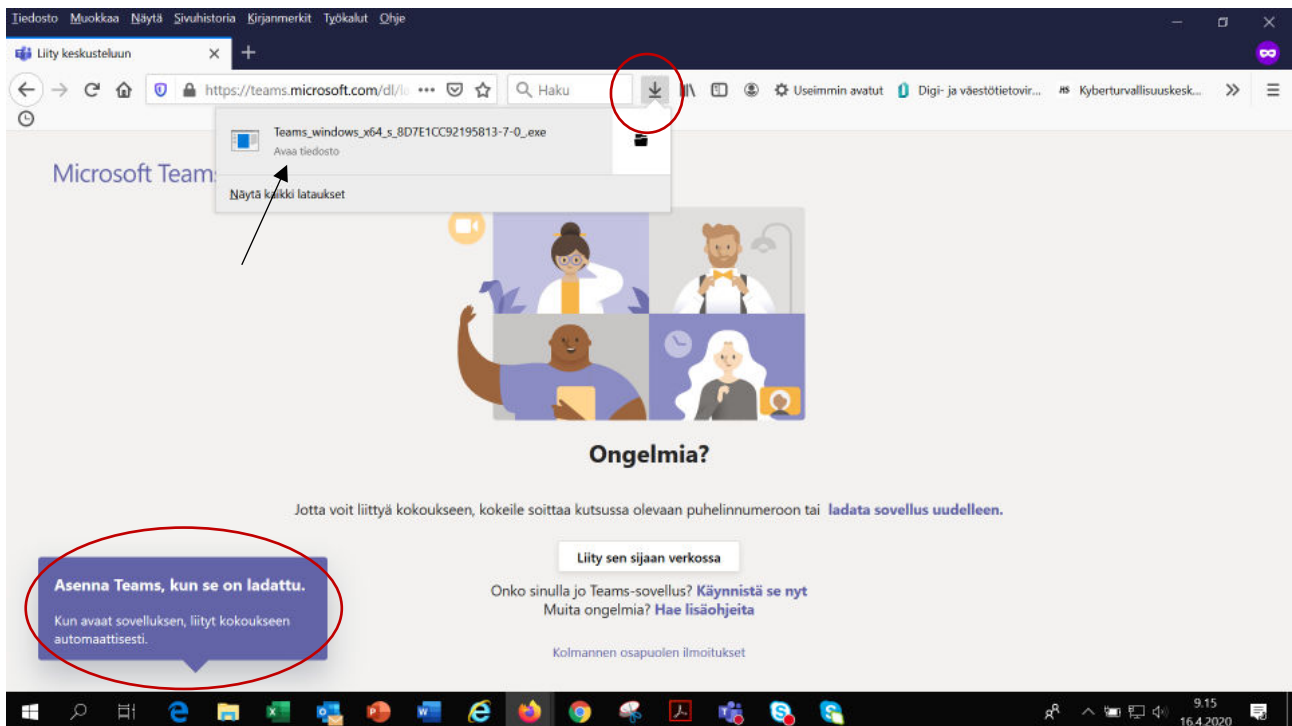 Tiedosto Muokkaa Näytä Sivuhistoria Kirjanmerkit Työkalut Ohje
Liity keskusteluun
https://teams.microsoft.com/dl/l
Haku
Useimmin avatut
Digi- ja väestötietovir...
Kyberturvallisuuskesk...
Teams_windows_x64_s_8D7E1CC92195813-7-0_.exe
Avaa tiedosto
Näytä kaikki lataukset
Microsoft Team
Ongelmia?
Jotta voit liittyä kokoukseen, kokeile soittaa kutsussa olevaan puhelinnumeroon tai ladata sovellus uudelleen.
Liity sen sijaan verkossa
Onko sinulla jo Teams-sovellus? Käynnistä se nyt
Muita ongelmia? Hae lisäohjeita
Kolmannen osapuolen ilmoitukset
Asenna Teams, kun se on ladattu.
Kun avaat sovelluksen, liityt kokoukseen
automaattisesti.
9.15
16.4.2020